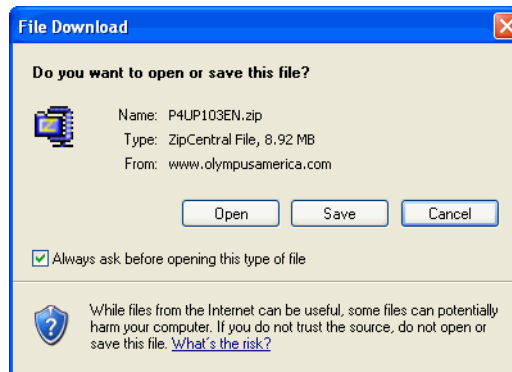 File Download
Do you want to open or save this file?
Name: P4UP103EN.zip
Type: ZipCentral File, 8.92 MB
From: www.olympusamerica.com
Open Save Cancel
Always ask before opening this type of file
While files from the Internet can be useful, some files can potentially
harm your computer. If you do not trust the source, do not open or
save this file. What's the risk?